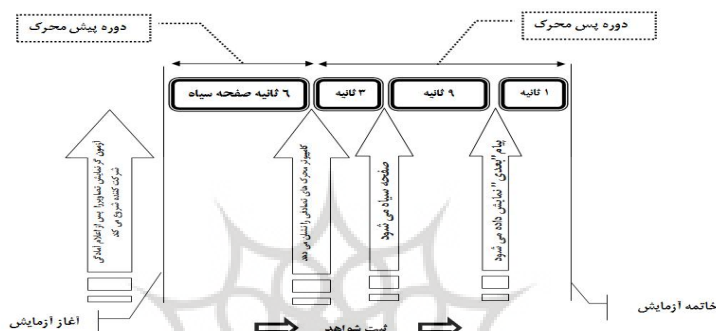 دوره پیش محرک
دوره پس محرک
٦ ثانیه صفحه سیاه
۳ ثانیه
۹ ثانیه
۱ ثانیه
آزمون گر نمایش تصاویر را پس از اعلام آمادگی
شرکت کننده شروع می کند
کامپیوتر محرک های تصادفی را نشان می دهد
صفحه سیاه می شود
پیام "بعدی" نمایش داده می
شود
آغاز آزمایش
ثبت شواهد
خاتمه آزمایش